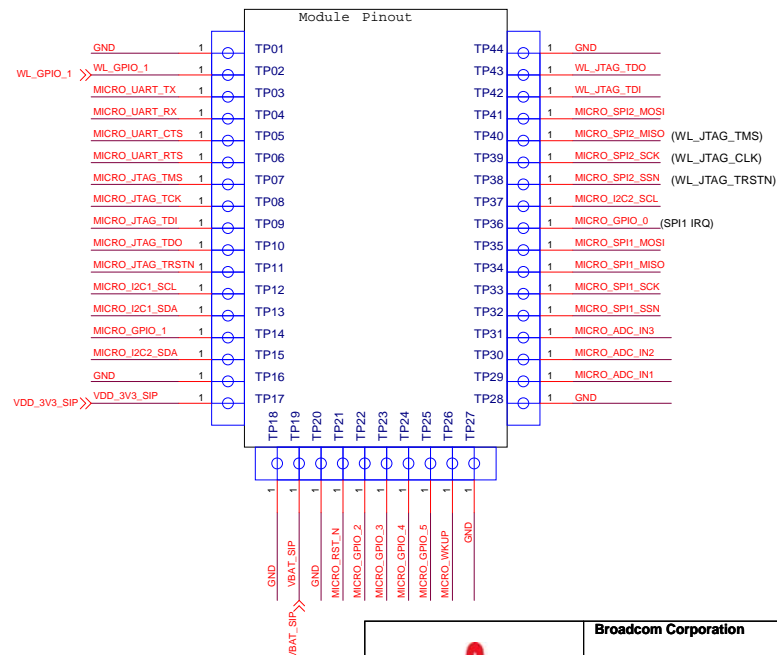 Module Pinout
GND 1 TP01
WL_GPIO_1 WL_GPIO_1 1 TP02
MICRO_UART_TX 1 TP03
MICRO_UART_RX 1 TP04
MICRO_UART_CTS 1 TP05
MICRO_UART_RTS 1 TP06
MICRO_JTAG_TMS 1 TP07
MICRO_JTAG_TCK 1 TP08
MICRO_JTAG_TDI 1 TP09
MICRO_JTAG_TDO 1 TP10
MICRO_JTAG_TRSTN 1 TP11
MICRO_I2C1_SCL 1 TP12
MICRO_I2C1_SDA 1 TP13
MICRO_GPIO_1 1 TP14
MICRO_I2C2_SDA 1 TP15
GND 1 TP16
VDD_3V3_SIP VDD_3V3_SIP 1 TP17
TP44 1 GND
TP43 1 WL_JTAG_TDO
TP42 1 WL_JTAG_TDI
TP41 1 MICRO_SPI2_MOSI
TP40 1 MICRO_SPI2_MISO (WL_JTAG_TMS)
TP39 1 MICRO_SPI2_SCK (WL_JTAG_CLK)
TP38 1 MICRO_SPI2_SSN (WL_JTAG_TRSTN)
TP37 1 MICRO_I2C2_SCL
TP36 1 MICRO_GPIO_0 (SPI1 IRQ)
TP35 1 MICRO_SPI1_MOSI
TP34 1 MICRO_SPI1_MISO
TP33 1 MICRO_SPI1_SCK
TP32 1 MICRO_SPI1_SSN
TP31 1 MICRO_ADC_IN3
TP30 1 MICRO_ADC_IN2
TP29 1 MICRO_ADC_IN1
TP28 1 GND
TP18 1 GND
TP19 1 VBAT_SIP VBAT_SIP
TP20 1 GND
TP21 1 MICRO_RST_N
TP22 1 MICRO_GPIO_2
TP23 1 MICRO_GPIO_3
TP24 1 MICRO_GPIO_4
TP25 1 MICRO_GPIO_5
TP26 1 MICRO_WKUP
TP27 1 GND
Broadcom Corporation